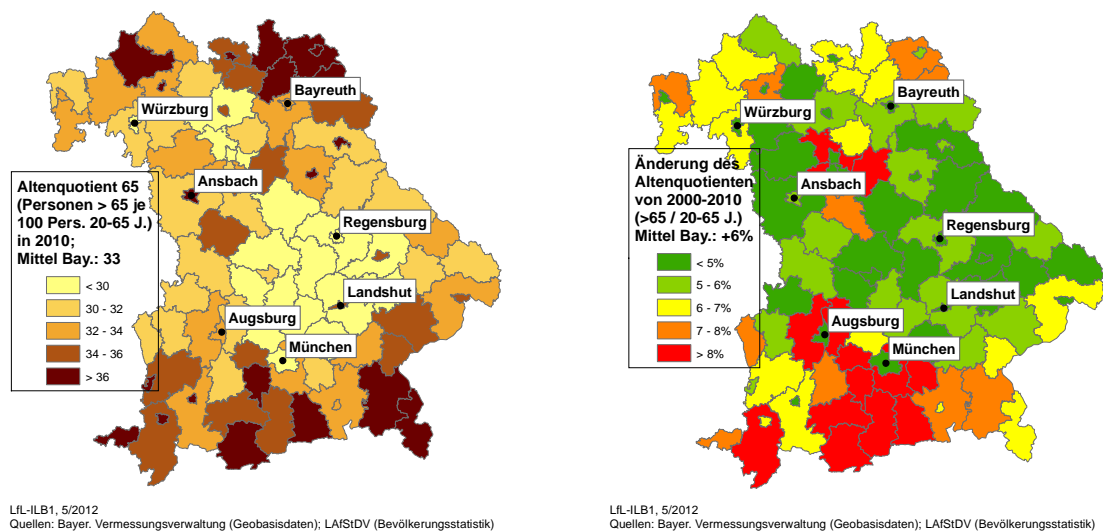 Bayreuth
Würzburg
Ansbach
Altenquotient 65
(Personen > 65 je
100 Pers. 20-65 J.)
in 2010;
Mittel Bay.: 33
< 30
30 - 32
32 - 34
34 - 36
> 36
Regensburg
Landshut
Augsburg
München
LfL-ILB1, 5/2012
Quellen: Bayer. Vermessungsverwaltung (Geobasisdaten); LAfStDV (Bevölkerungsstatistik)
Bayreuth
Würzburg
Änderung des
Altenquotienten
von 2000-2010
(>65 / 20-65 J.)
Mittel Bay.: +6%
< 5%
5 - 6%
6 - 7%
7 - 8%
> 8%
Ansbach
Regensburg
Landshut
Augsburg
München
LfL-ILB1, 5/2012
Quellen: Bayer. Vermessungsverwaltung (Geobasisdaten); LAfStDV (Bevölkerungsstatistik)